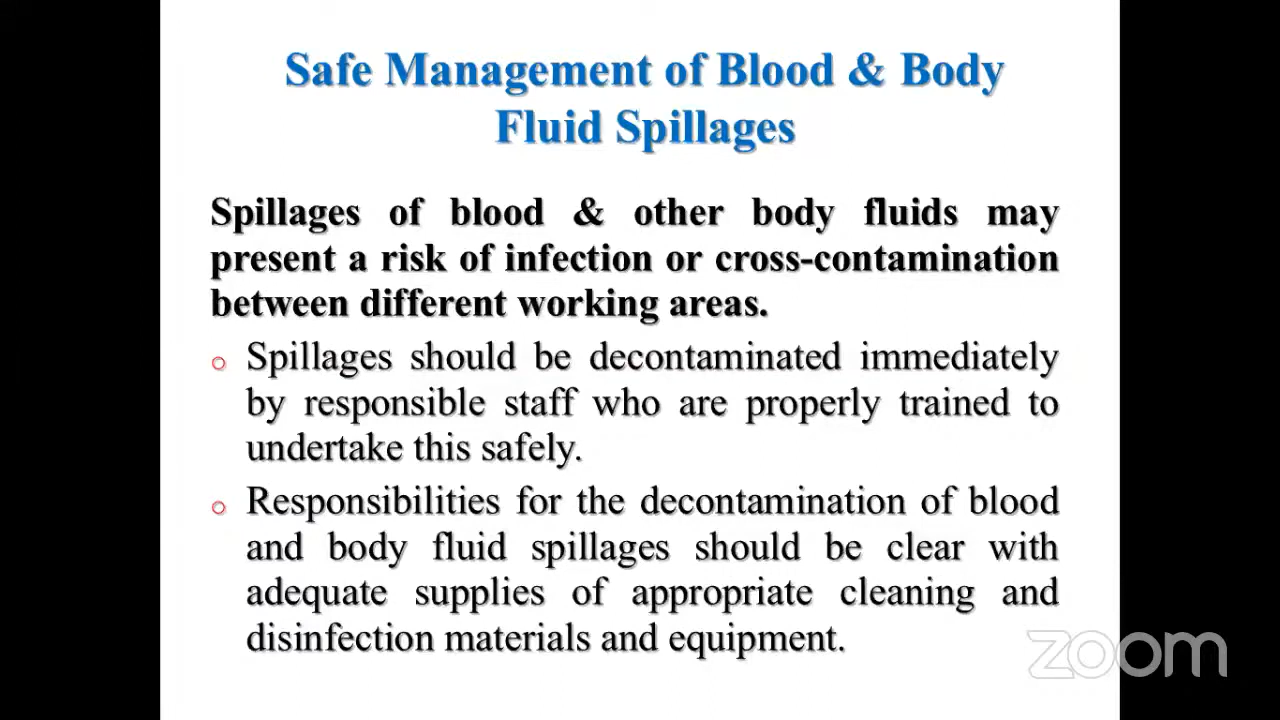 Safe Management of Blood & Body
Fluid Spillages
Spillages of blood & other body fluids may
present a risk of infection or cross-contamination
between different working areas.
Spillages should be decontaminated immediately
by responsible staff who are properly trained to
undertake this safely.
Responsibilities for the decontamination of blood
and body fluid spillages should be clear with
adequate supplies of appropriate cleaning and
disinfection materials and equipment.
zoom